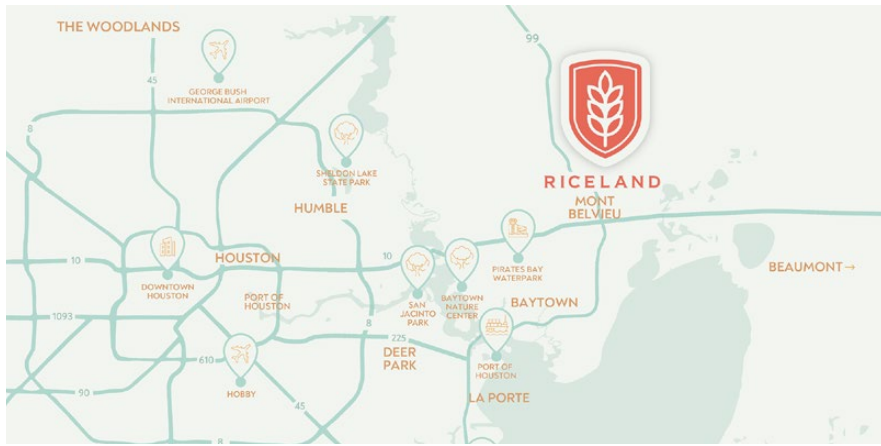 THE WOODLANDS
99
45
GEORGE BUSH
INTERNATIONAL AIRPORT
8
SHELDON LAKE
STATE PARK
RICELAND
HUMBLE
MONT
BELVIEU
HOUSTON
10
10
DOWNTOWN
HOUSTON
PIRATES BAY
WATERPARK
BEAUMONT→
PORT OF
HOUSTON
SAN
JACINTO
PARK
BAYTOWN
NATURE
CENTER
BAYTOWN
1093
8
225
DEER
PARK
610
PORT OF
HOUSTON
HOBBY
90
45
LA PORTE
8